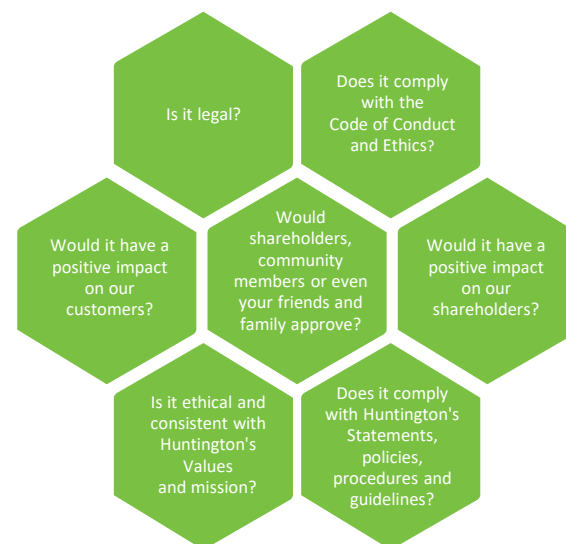 Is it legal?
Does it comply
with the
Code of Conduct
and Ethics?
Would it have a
positive impact
on our
customers?
Would
shareholders,
community
members or even
your friends and
family approve?
Would it have a
positive impact
on our
shareholders?
Is it ethical and
consistent with
Huntington's
Values
and mission?
Does it comply
with Huntington's
Statements,
policies,
procedures and
guidelines?